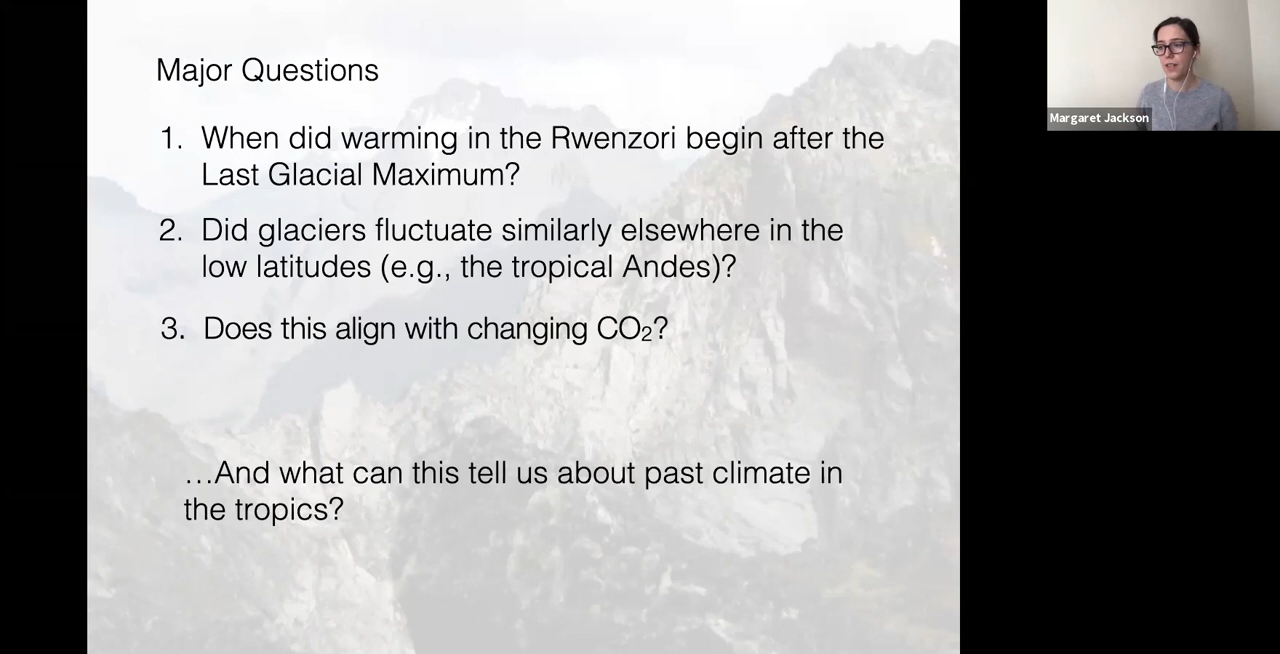 Major Questions
1. When did warming in the Rwenzori begin after the
Last Glacial Maximum?
2. Did glaciers fluctuate similarly elsewhere in the
low latitudes (e.g., the tropical Andes)?
3. Does this align with changing CO₂?
…And what can this tell us about past climate in
the tropics?
Margaret Jackson